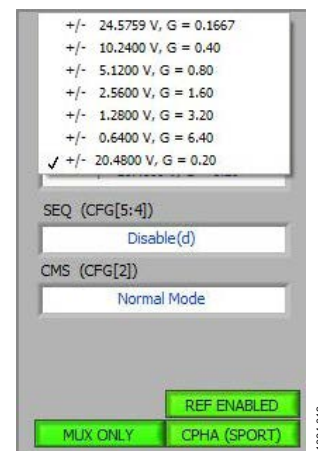 +/- 24.5759 V, G = 0.1667
+/- 10.2400 V, G = 0.40
+/- 5.1200 V, G = 0.80
+/- 2.5600 V, G = 1.60
+/- 1.2800 V, G = 3.20
+/- 0.6400 V, G = 6.40
✓ +/- 20.4800 V, G = 0.20
SEQ (CFG[5:4])
Disable(d)
CMS (CFG[2])
Normal Mode
REF ENABLED
MUX ONLY
CPHA (SPORT)